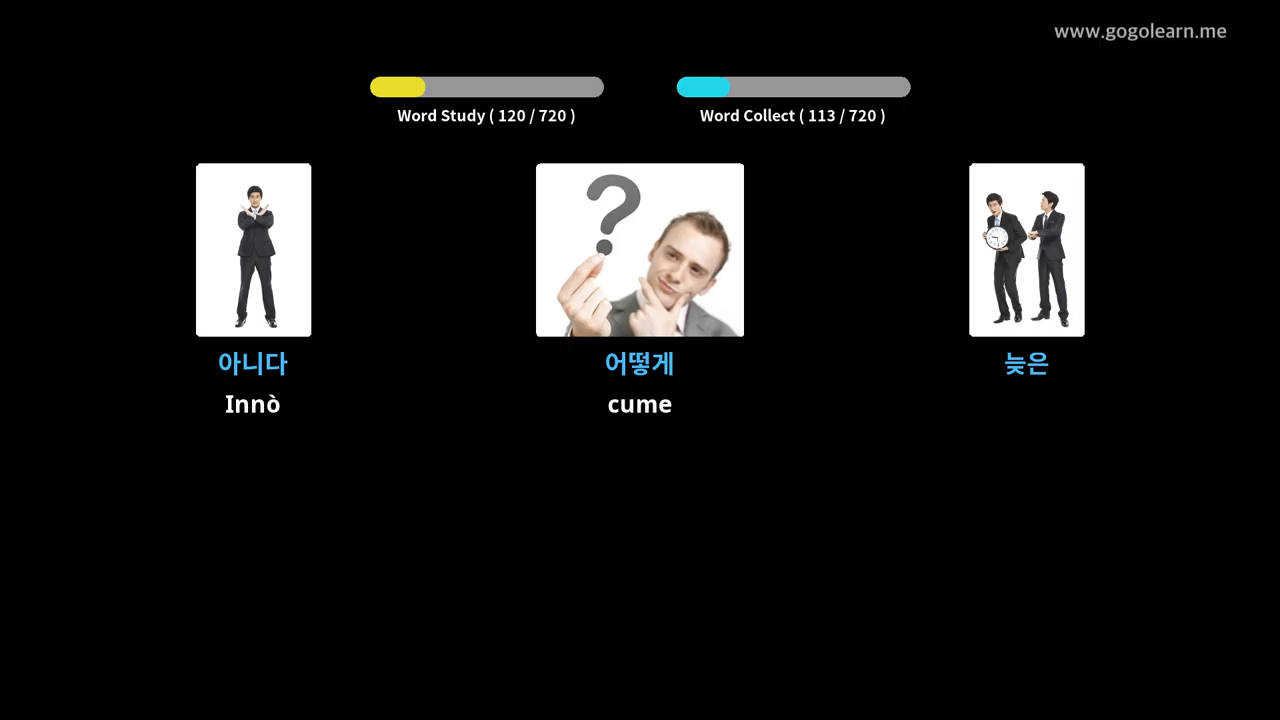 www.gogolearn.me
Word Study ( 120 / 720 )
Word Collect ( 113 / 720 )
아니다
어떻게
늦은
Innò
cume